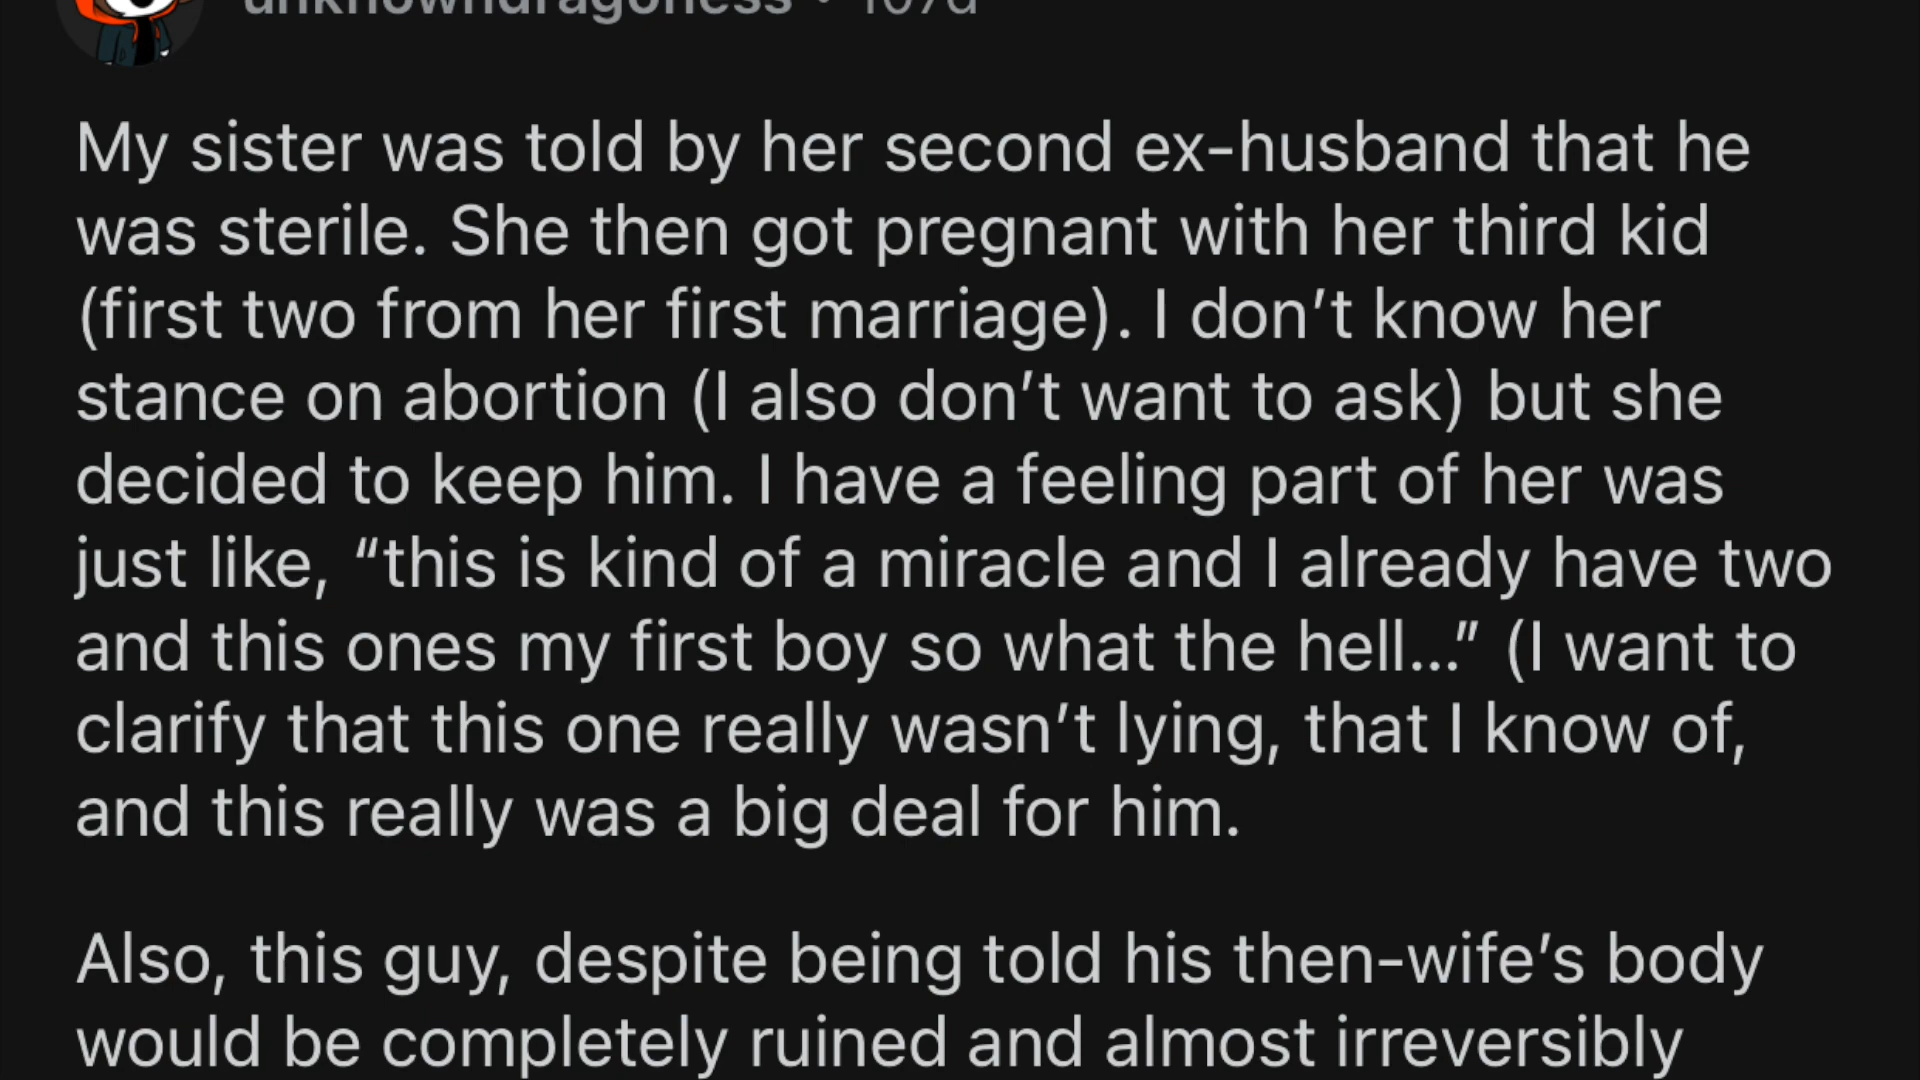 unknowndragoness • 107d
My sister was told by her second ex-husband that he
was sterile. She then got pregnant with her third kid
(first two from her first marriage). I don’t know her
stance on abortion (I also don’t want to ask) but she
decided to keep him. I have a feeling part of her was
just like, “this is kind of a miracle and I already have two
and this ones my first boy so what the hell…” (I want to
clarify that this one really wasn’t lying, that I know of,
and this really was a big deal for him.
Also, this guy, despite being told his then-wife’s body
would be completely ruined and almost irreversibly